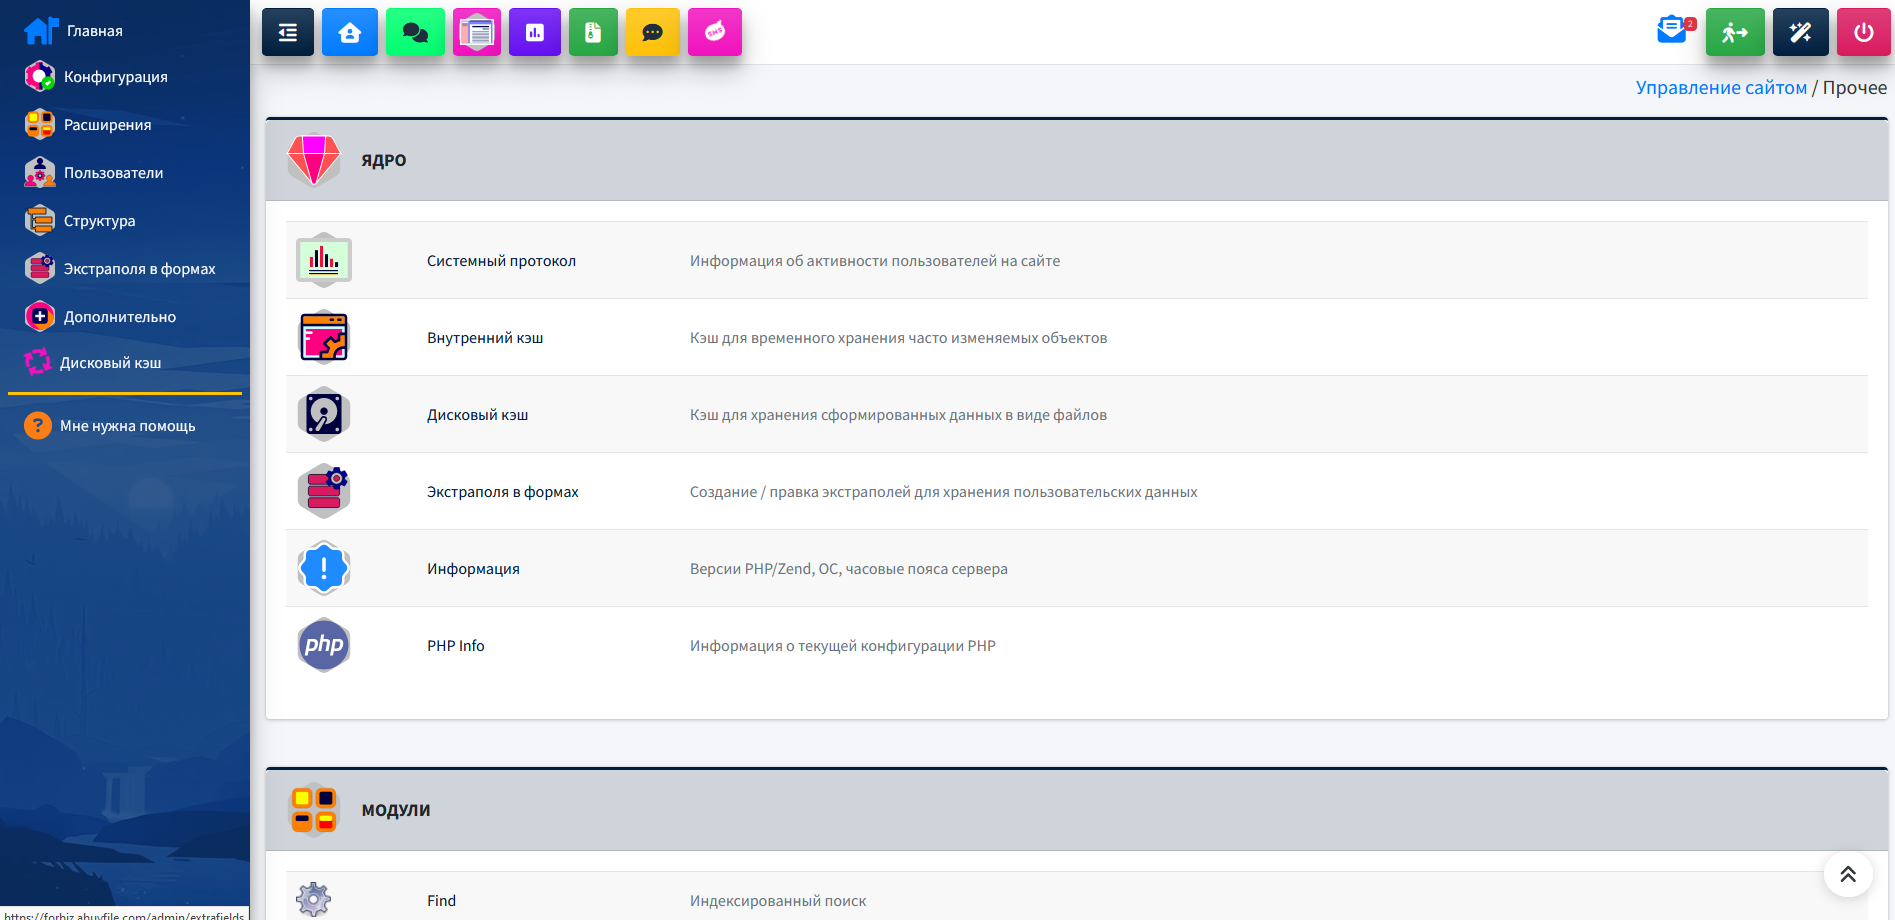 Главная
Конфигурация
Расширения
Пользователи
Структура
Экстраполя в формах
Дополнительно
Дисковый кэш
Мне нужна помощь
SMS
2
Управление сайтом / Прочее
ЯДРО
Системный протокол Информация об активности пользователей на сайте
Внутренний кэш Кэш для временного хранения часто изменяемых объектов
Дисковый кэш Кэш для хранения сформированных данных в виде файлов
Экстраполя в формах Создание / правка экстраполей для хранения пользовательских данных
Информация Версии PHP/Zend, ОС, часовые пояса сервера
php PHP Info Информация о текущей конфигурации PHP
МОДУЛИ
Find Индексированный поиск
https://forbiz.abuyfile.com/admin/extrafields